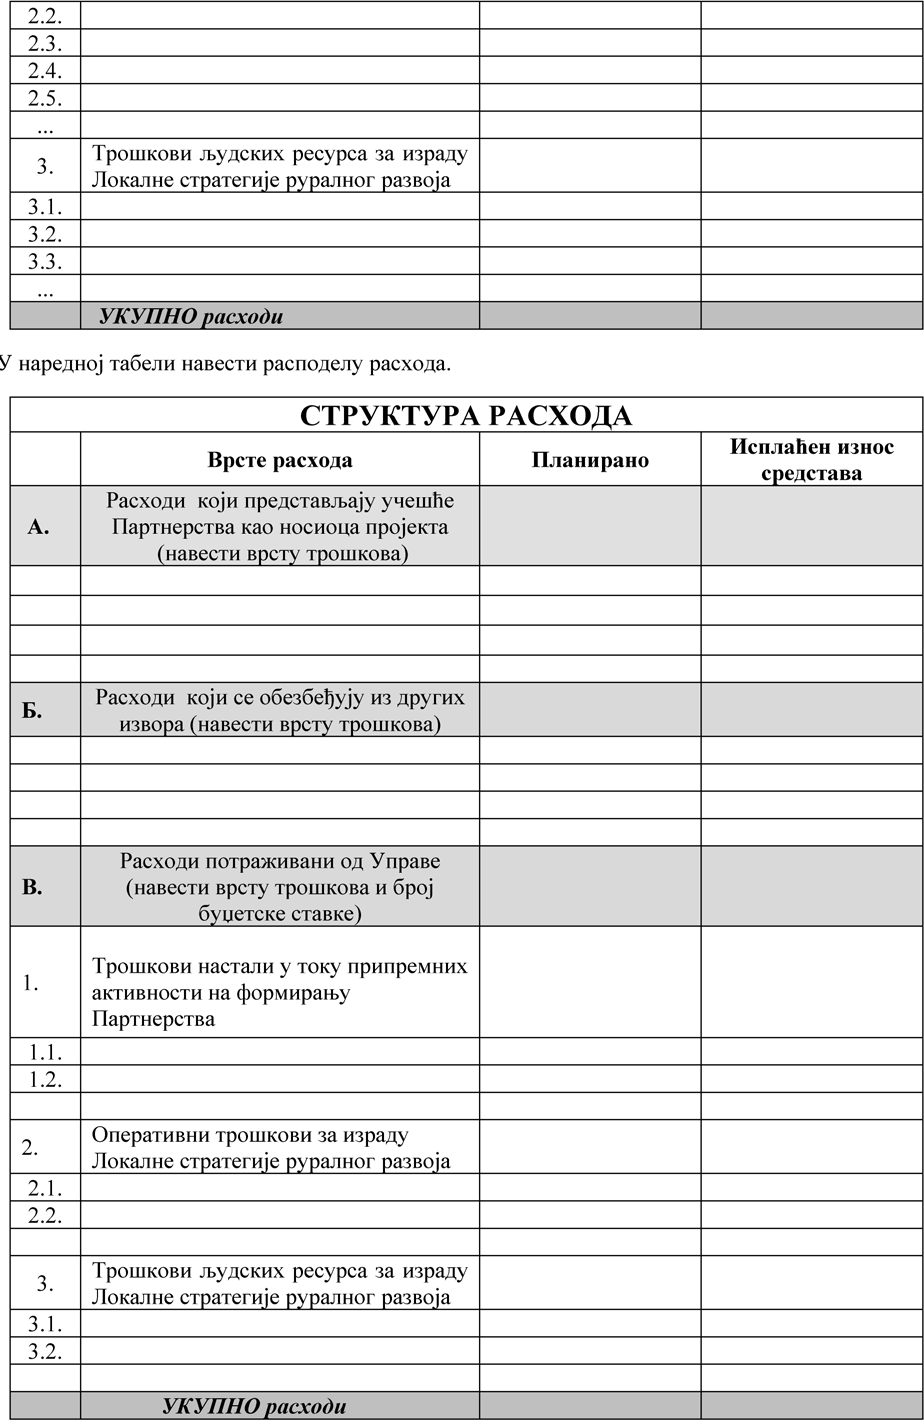 2.2.
2.3.
2.4.
2.5.
...
3. Трошкови људских ресурса за израду
Локалне стратегије руралног развоја
3.1.
3.2.
3.3.
...
УКУПНО расходи
У наредној табели навести расподелу расхода.
СТРУКТУРА РАСХОДА
Врсте расхода Планирано Исплаћен износ
средстава
А. Расходи који представљају учешће
Партнерства као носиоца пројекта
(навести врсту трошкова)
Б. Расходи који се обезбеђују из других
извора (навести врсту трошкова)
В. Расходи потраживани од Управе
(навести врсту трошкова и број
буџетске ставке)
1. Трошкови настали у току припремних
активности на формирању
Партнерства
1.1.
1.2.
2. Оперативни трошкови за израду
Локалне стратегије руралног развоја
2.1.
2.2.
3. Трошкови људских ресурса за израду
Локалне стратегије руралног развоја
3.1.
3.2.
УКУПНО расходи